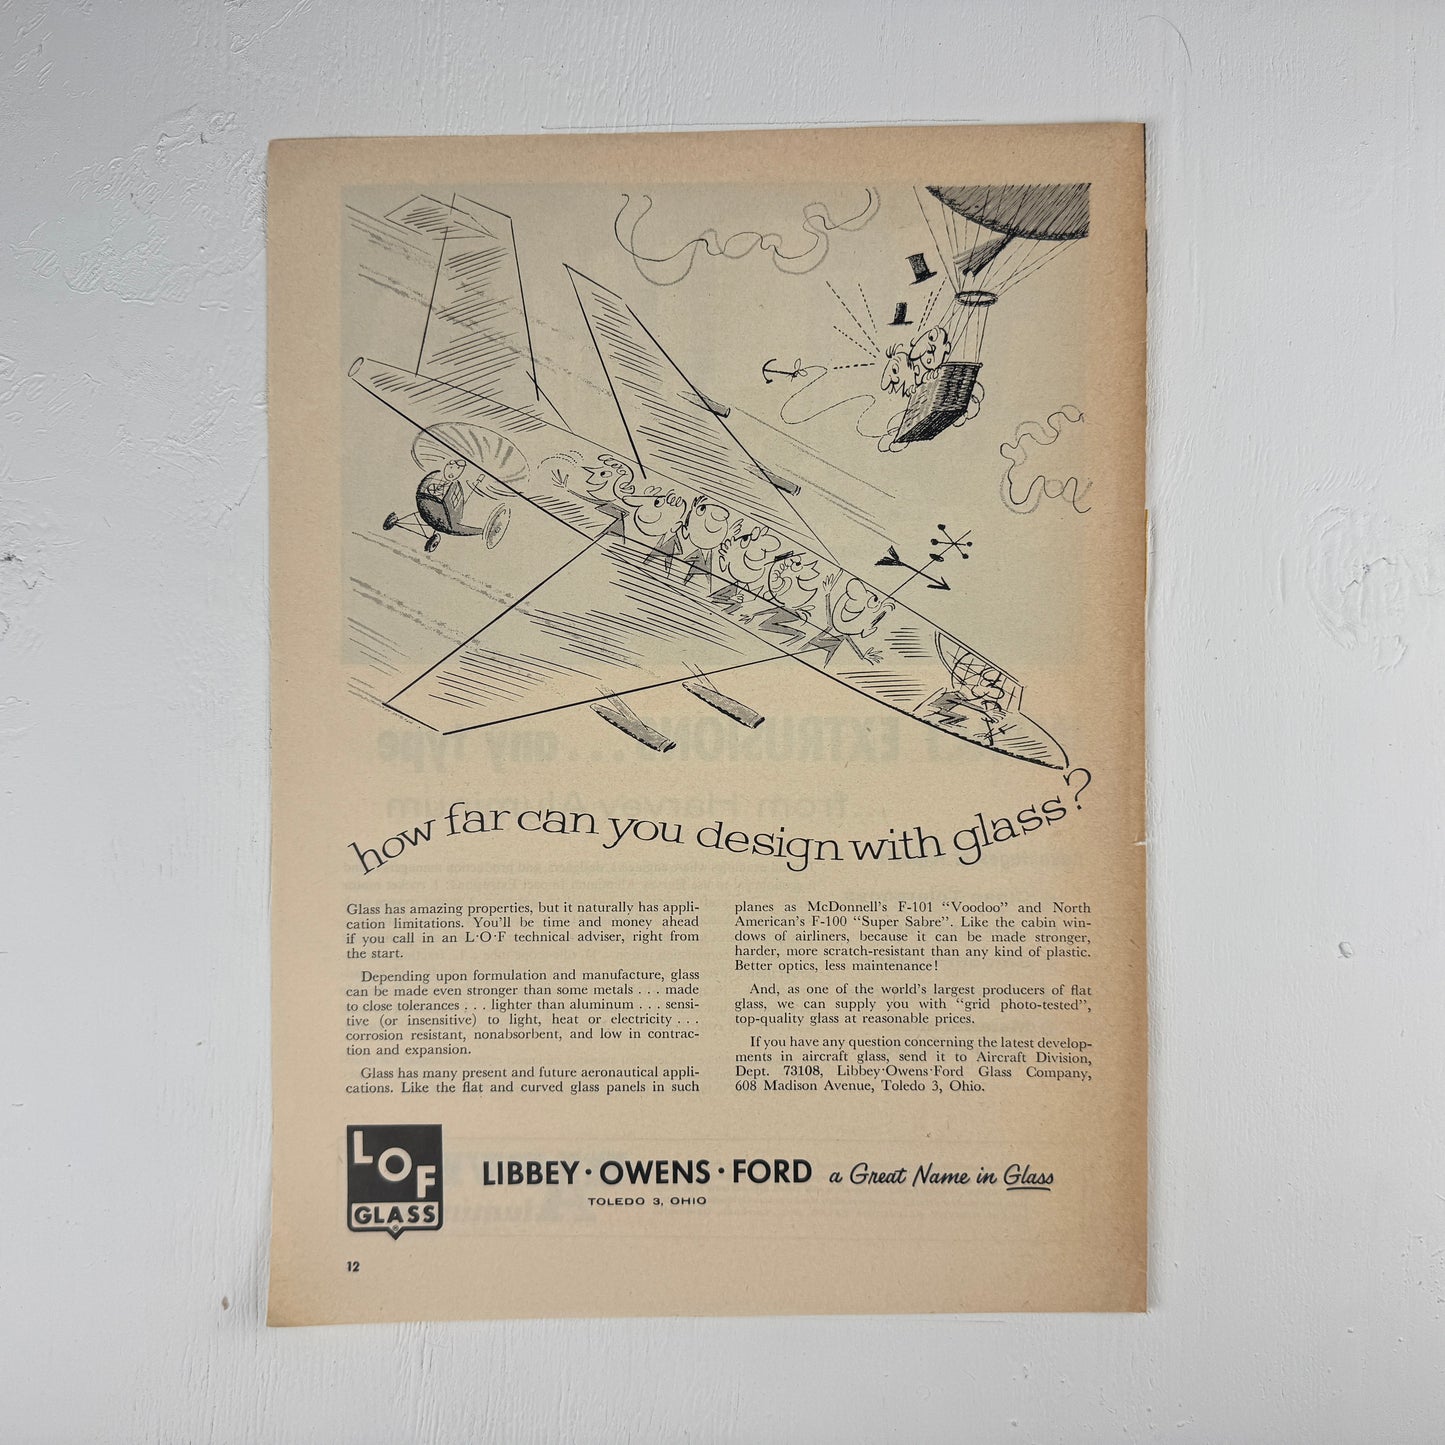 how far can you design with glass?
Glass has amazing properties, but it naturally has appli-
cation limitations. You'll be time and money ahead
if you call in an L·O·F technical adviser, right from
the start.
Depending upon formulation and manufacture, glass
can be made even stronger than some metals . . . made
to close tolerances . . . lighter than aluminum . . . sensi-
tive (or insensitive) to light, heat or electricity . . .
corrosion resistant, nonabsorbent, and low in contrac-
tion and expansion.
Glass has many present and future aeronautical appli-
cations. Like the flat and curved glass panels in such
planes as McDonnell's F-101 "Voodoo" and North
American's F-100 "Super Sabre". Like the cabin win-
dows of airliners, because it can be made stronger,
harder, more scratch-resistant than any kind of plastic.
Better optics, less maintenance!
And, as one of the world's largest producers of flat
glass, we can supply you with "grid photo-tested",
top-quality glass at reasonable prices.
If you have any question concerning the latest develop-
ments in aircraft glass, send it to Aircraft Division,
Dept. 73108, Libbey·Owens·Ford Glass Company,
608 Madison Avenue, Toledo 3, Ohio.
LOF
GLASS
®
LIBBEY·OWENS·FORD a Great Name in Glass
TOLEDO 3, OHIO
12